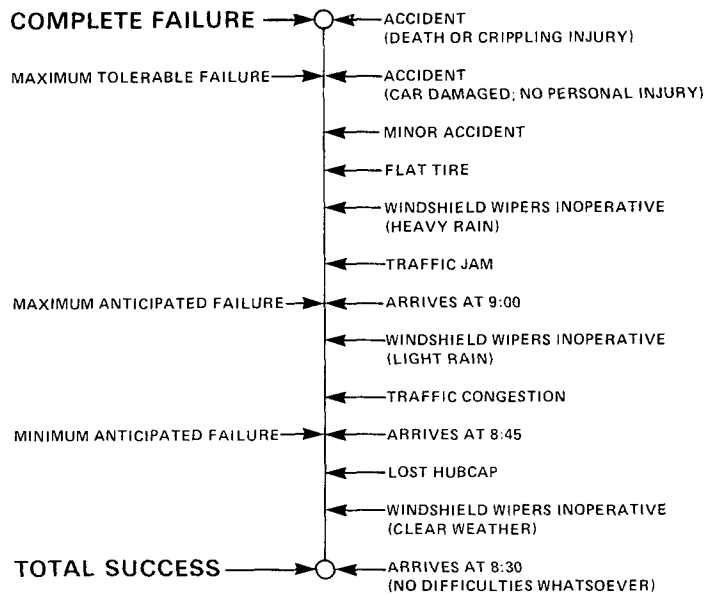 COMPLETE FAILURE
ACCIDENT
(DEATH OR CRIPPLING INJURY)
MAXIMUM TOLERABLE FAILURE
ACCIDENT
(CAR DAMAGED; NO PERSONAL INJURY)
MINOR ACCIDENT
FLAT TIRE
WINDSHIELD WIPERS INOPERATIVE
(HEAVY RAIN)
TRAFFIC JAM
MAXIMUM ANTICIPATED FAILURE
ARRIVES AT 9:00
WINDSHIELD WIPERS INOPERATIVE
(LIGHT RAIN)
TRAFFIC CONGESTION
MINIMUM ANTICIPATED FAILURE
ARRIVES AT 8:45
LOST HUBCAP
WINDSHIELD WIPERS INOPERATIVE
(CLEAR WEATHER)
TOTAL SUCCESS
ARRIVES AT 8:30
(NO DIFFICULTIES WHATSOEVER)